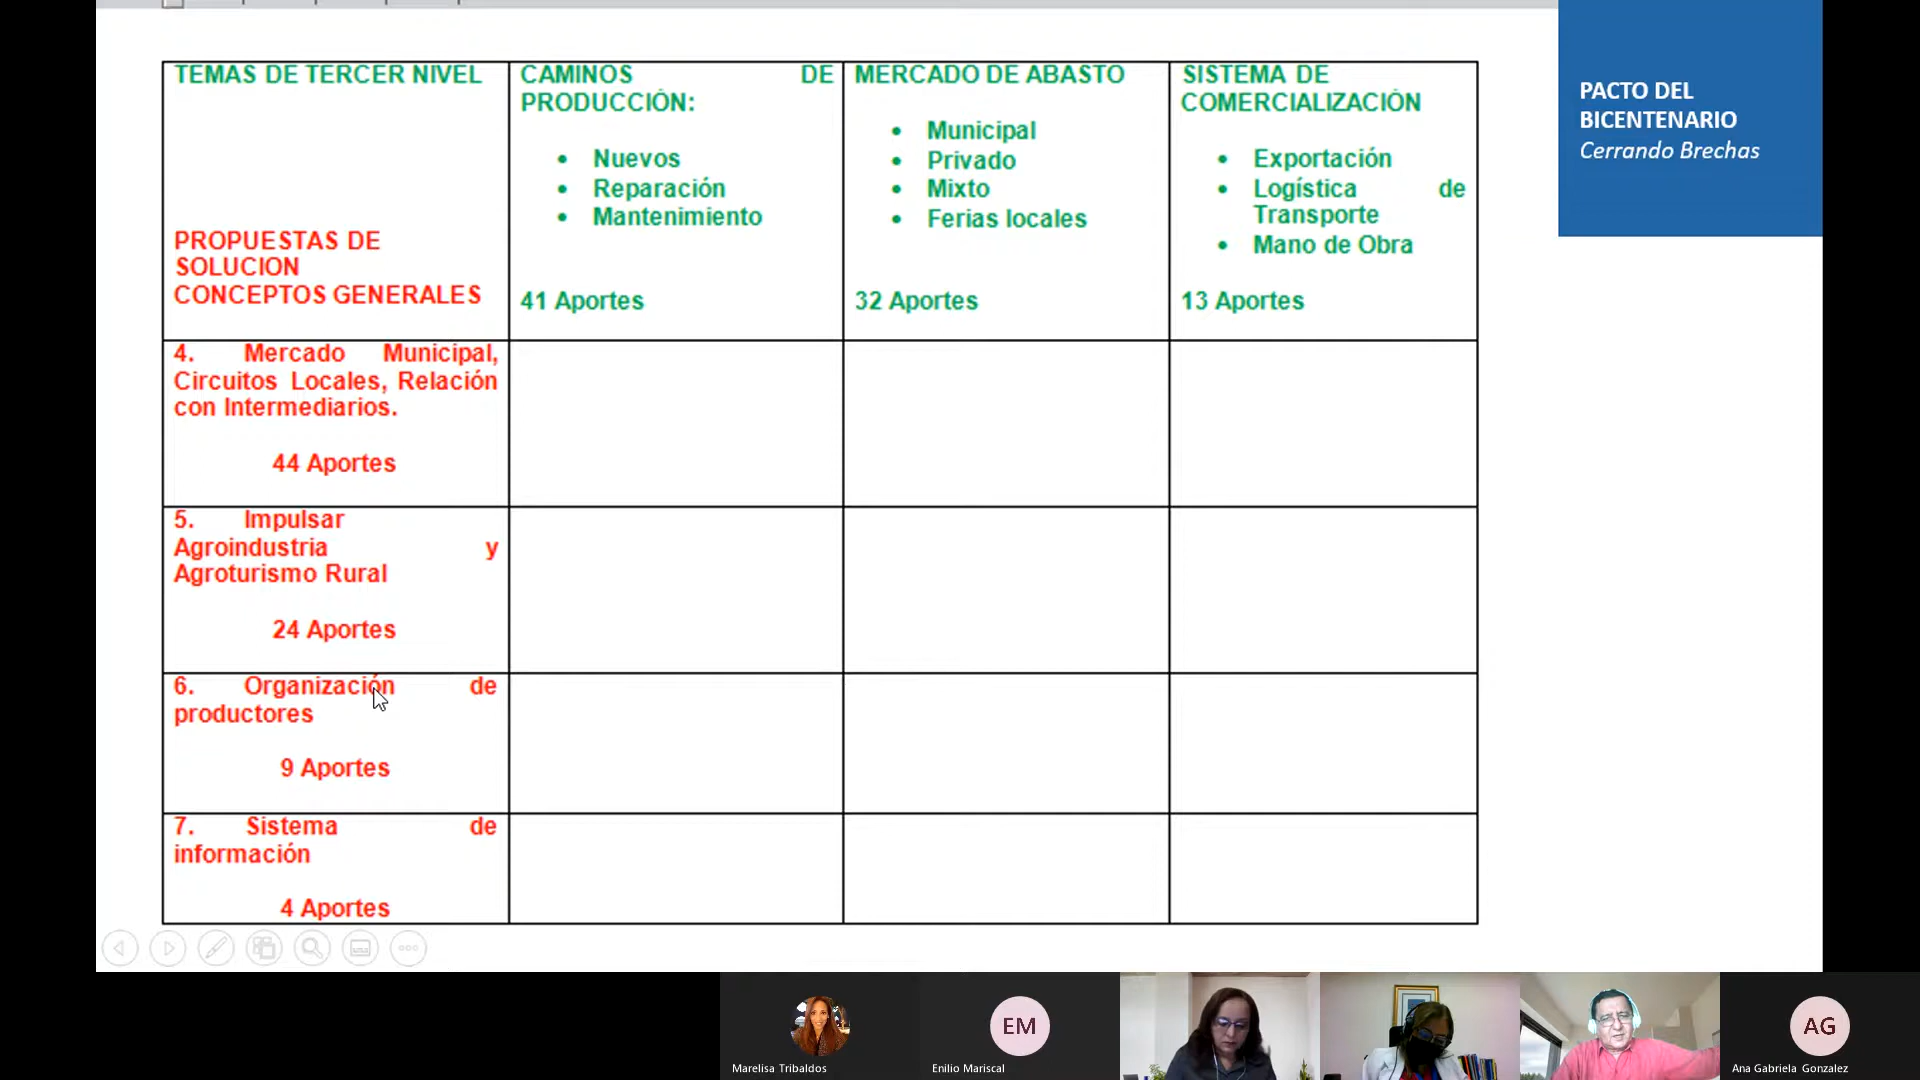 TEMAS DE TERCER NIVEL
PROPUESTAS DE
SOLUCION
CONCEPTOS GENERALES
CAMINOS DE
PRODUCCIÓN:
• Nuevos
• Reparación
• Mantenimiento
41 Aportes
MERCADO DE ABASTO
• Municipal
• Privado
• Mixto
• Ferias locales
32 Aportes
SISTEMA DE
COMERCIALIZACIÓN
• Exportación
• Logística de
Transporte
• Mano de Obra
13 Aportes
4. Mercado Municipal,
Circuitos Locales, Relación
con Intermediarios.
44 Aportes
5. Impulsar
Agroindustria y
Agroturismo Rural
24 Aportes
6. Organización de
productores
9 Aportes
7. Sistema de
información
4 Aportes
PACTO DEL
BICENTENARIO
Cerrando Brechas
Marelisa Tribaldos
EM
Enilio Mariscal
AG
Ana Gabriela Gonzalez